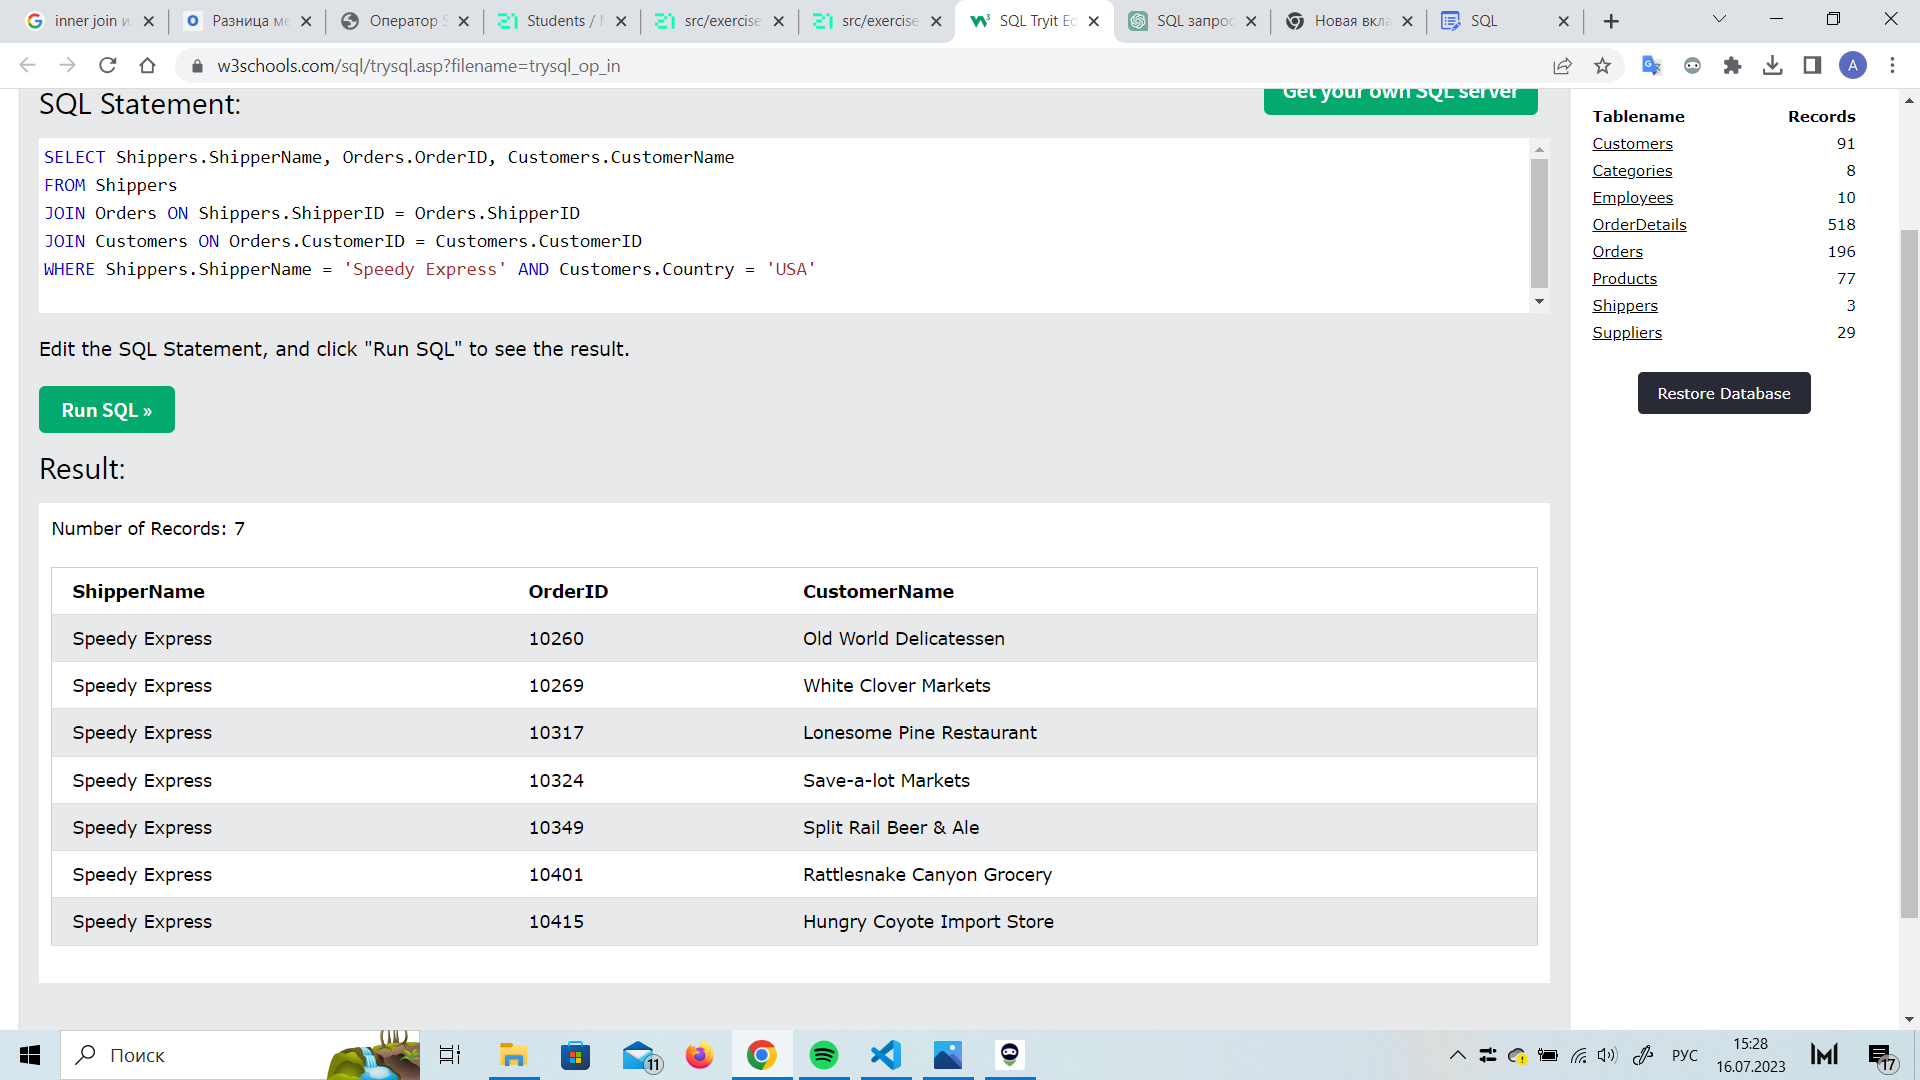 inner join и
Разница ме
Оператор S
Students / M
src/exercise
src/exercise
SQL Tryit Ed
SQL запрос
Новая вкла
SQL
w3schools.com/sql/trysql.asp?filename=trysql_op_in
A
SQL Statement:
Get your own SQL server
SELECT Shippers.ShipperName, Orders.OrderID, Customers.CustomerName
FROM Shippers
JOIN Orders ON Shippers.ShipperID = Orders.ShipperID
JOIN Customers ON Orders.CustomerID = Customers.CustomerID
WHERE Shippers.ShipperName = 'Speedy Express' AND Customers.Country = 'USA'
Edit the SQL Statement, and click "Run SQL" to see the result.
Run SQL »
Result:
Number of Records: 7
ShipperName OrderID CustomerName
Speedy Express 10260 Old World Delicatessen
Speedy Express 10269 White Clover Markets
Speedy Express 10317 Lonesome Pine Restaurant
Speedy Express 10324 Save-a-lot Markets
Speedy Express 10349 Split Rail Beer & Ale
Speedy Express 10401 Rattlesnake Canyon Grocery
Speedy Express 10415 Hungry Coyote Import Store
Tablename Records
Customers 91
Categories 8
Employees 10
OrderDetails 518
Orders 196
Products 77
Shippers 3
Suppliers 29
Restore Database
Поиск
11
РУС
15:28
16.07.2023
17